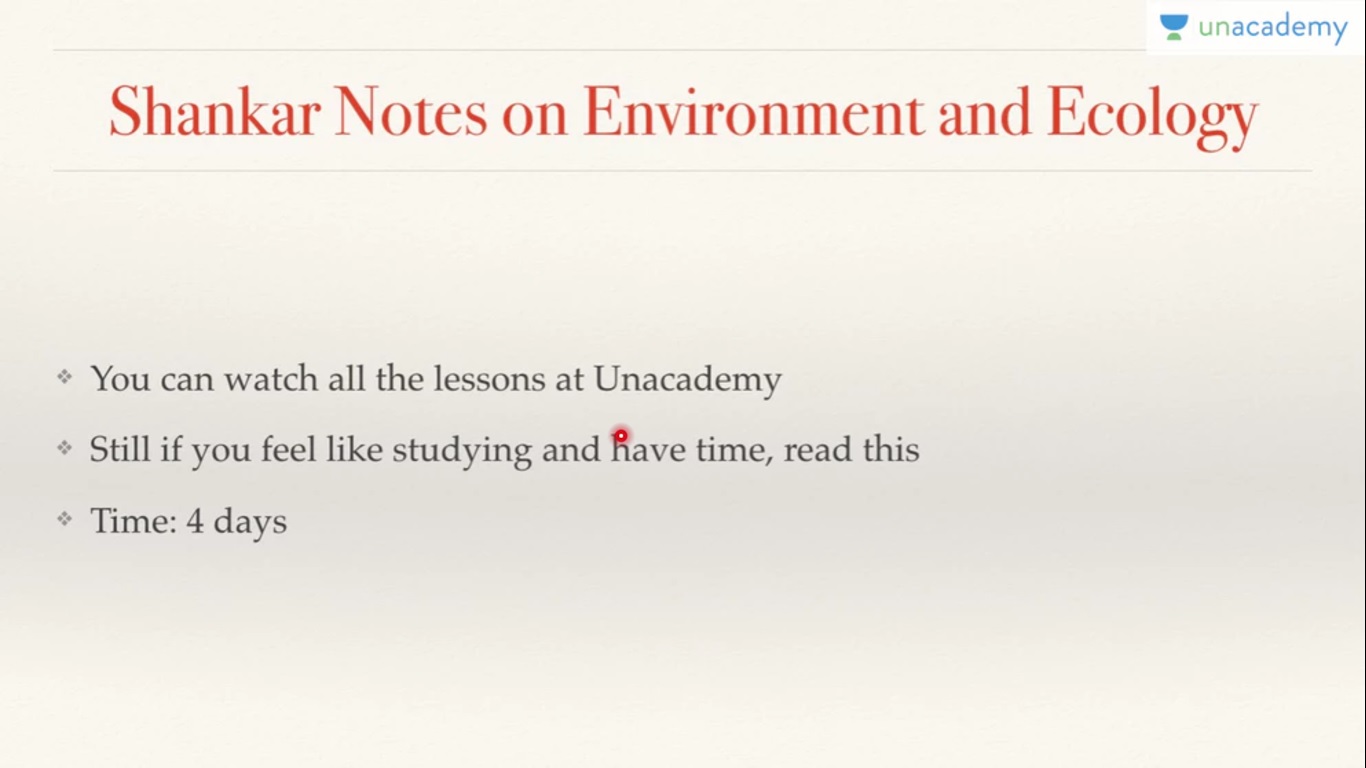 unacademy
Shankar Notes on Environment and Ecology
You can watch all the lessons at Unacademy
Still if you feel like studying and have time, read this
Time: 4 days